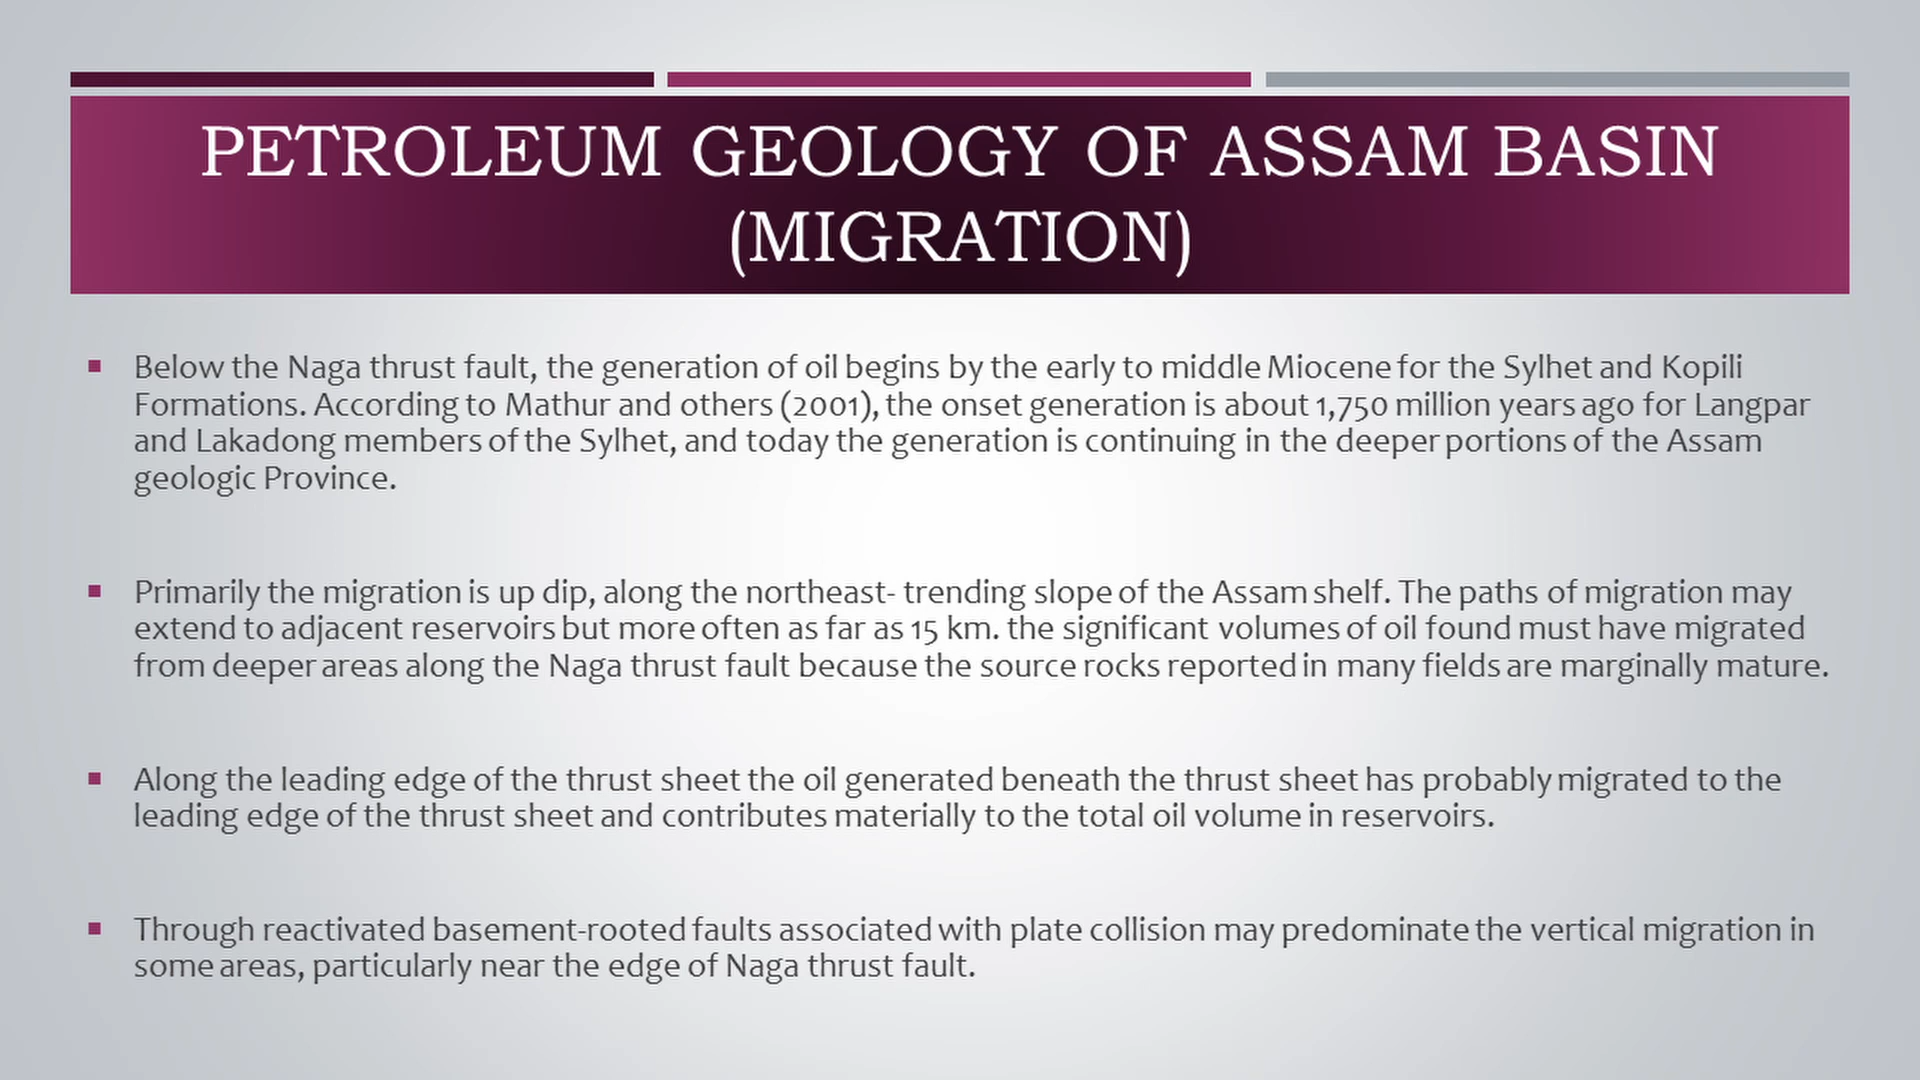 PETROLEUM GEOLOGY OF ASSAM BASIN
(MIGRATION)
Below the Naga thrust fault, the generation of oil begins by the early to middle Miocene for the Sylhet and Kopili
Formations. According to Mathur and others (2001), the onset generation is about 1,750 million years ago for Langpar
and Lakadong members of the Sylhet, and today the generation is continuing in the deeper portions of the Assam
geologic Province.
Primarily the migration is up dip, along the northeast- trending slope of the Assam shelf. The paths of migration may
extend to adjacent reservoirs but more often as far as 15 km. the significant volumes of oil found must have migrated
from deeper areas along the Naga thrust fault because the source rocks reported in many fields are marginally mature.
Along the leading edge of the thrust sheet the oil generated beneath the thrust sheet has probably migrated to the
leading edge of the thrust sheet and contributes materially to the total oil volume in reservoirs.
Through reactivated basement-rooted faults associated with plate collision may predominate the vertical migration in
some areas, particularly near the edge of Naga thrust fault.